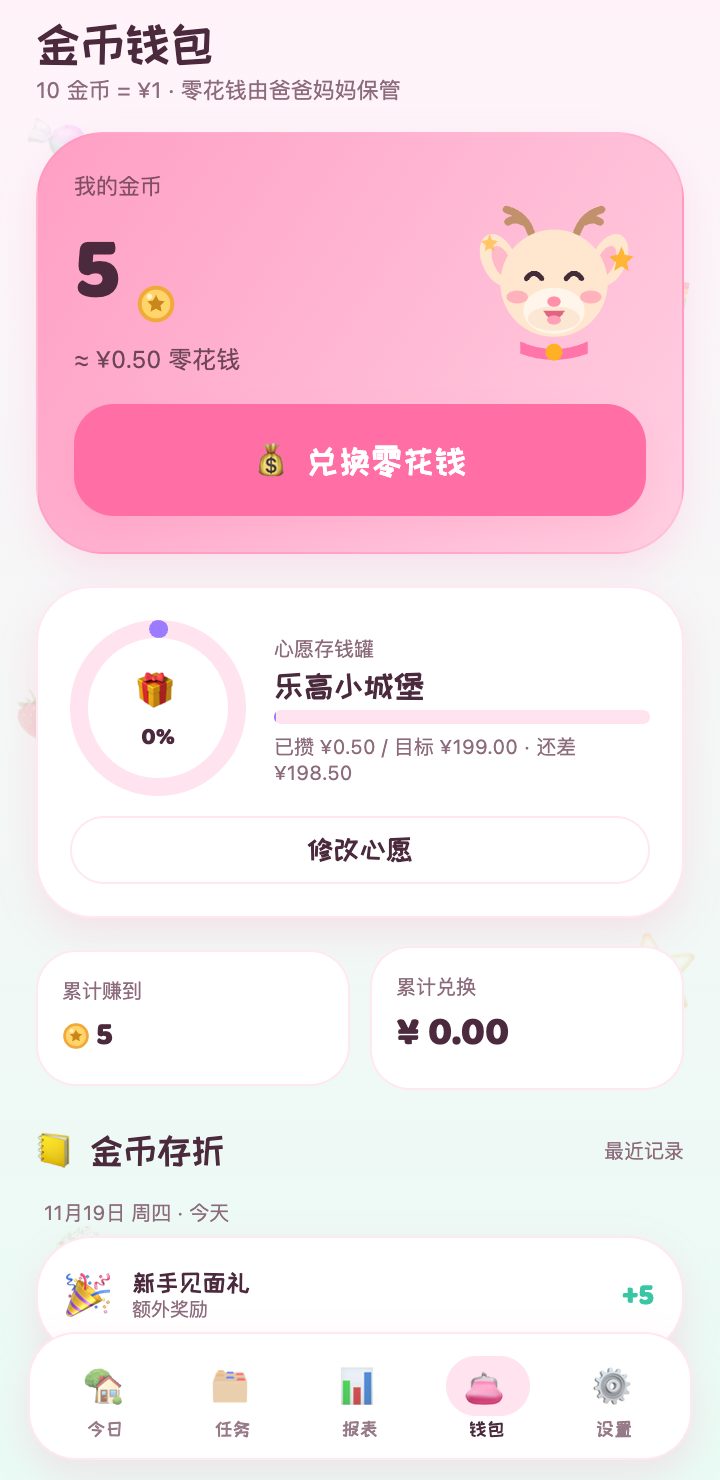 金币钱包
10 金币 = ¥1 · 零花钱由爸爸妈妈保管
我的金币
5
≈ ¥0.50 零花钱
兑换零花钱
0%
心愿存钱罐
乐高小城堡
已攒 ¥0.50 / 目标 ¥199.00 · 还差
¥198.50
修改心愿
累计赚到
5
累计兑换
¥ 0.00
金币存折
最近记录
11月19日 周四 · 今天
新手见面礼
额外奖励
+5
今日
任务
报表
钱包
设置